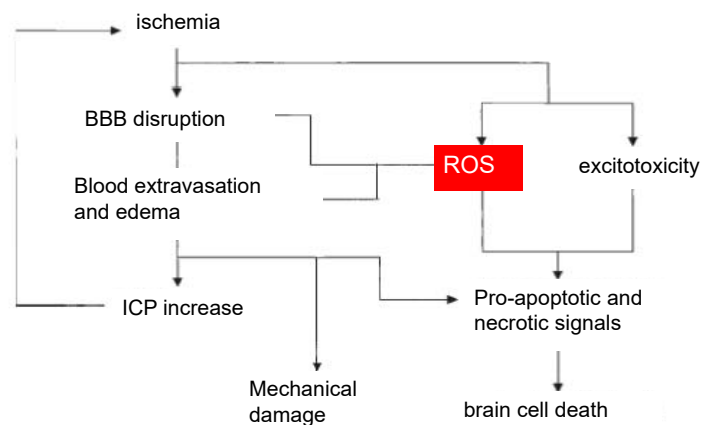 ischemia
BBB disruption
ROS
excitotoxicity
Blood extravasation
and edema
ICP increase
Pro-apoptotic and
necrotic signals
Mechanical
damage
brain cell death